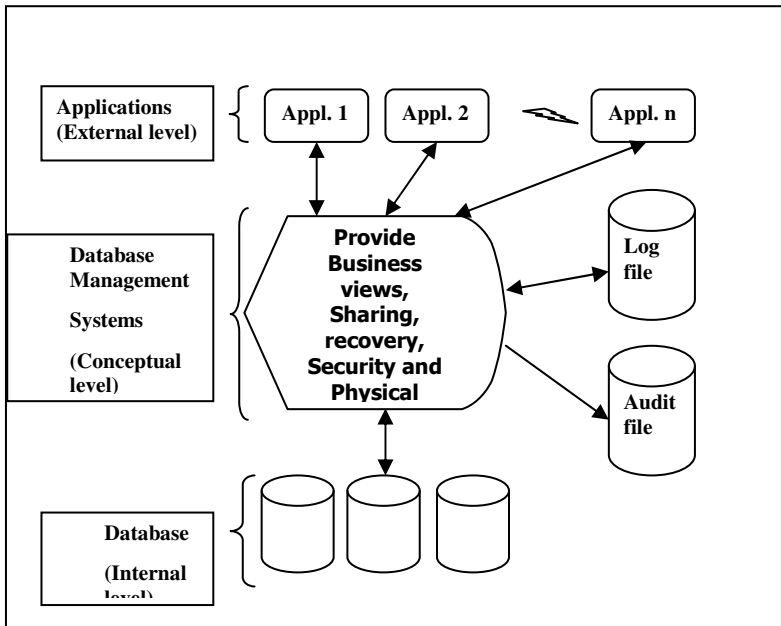 Applications
(External level)
Appl. 1
Appl. 2
Appl. n
Database
Management
Systems
(Conceptual
level)
Provide
Business
views,
Sharing,
recovery,
Security and
Physical
Log
file
Audit
file
Database
(Internal
level)